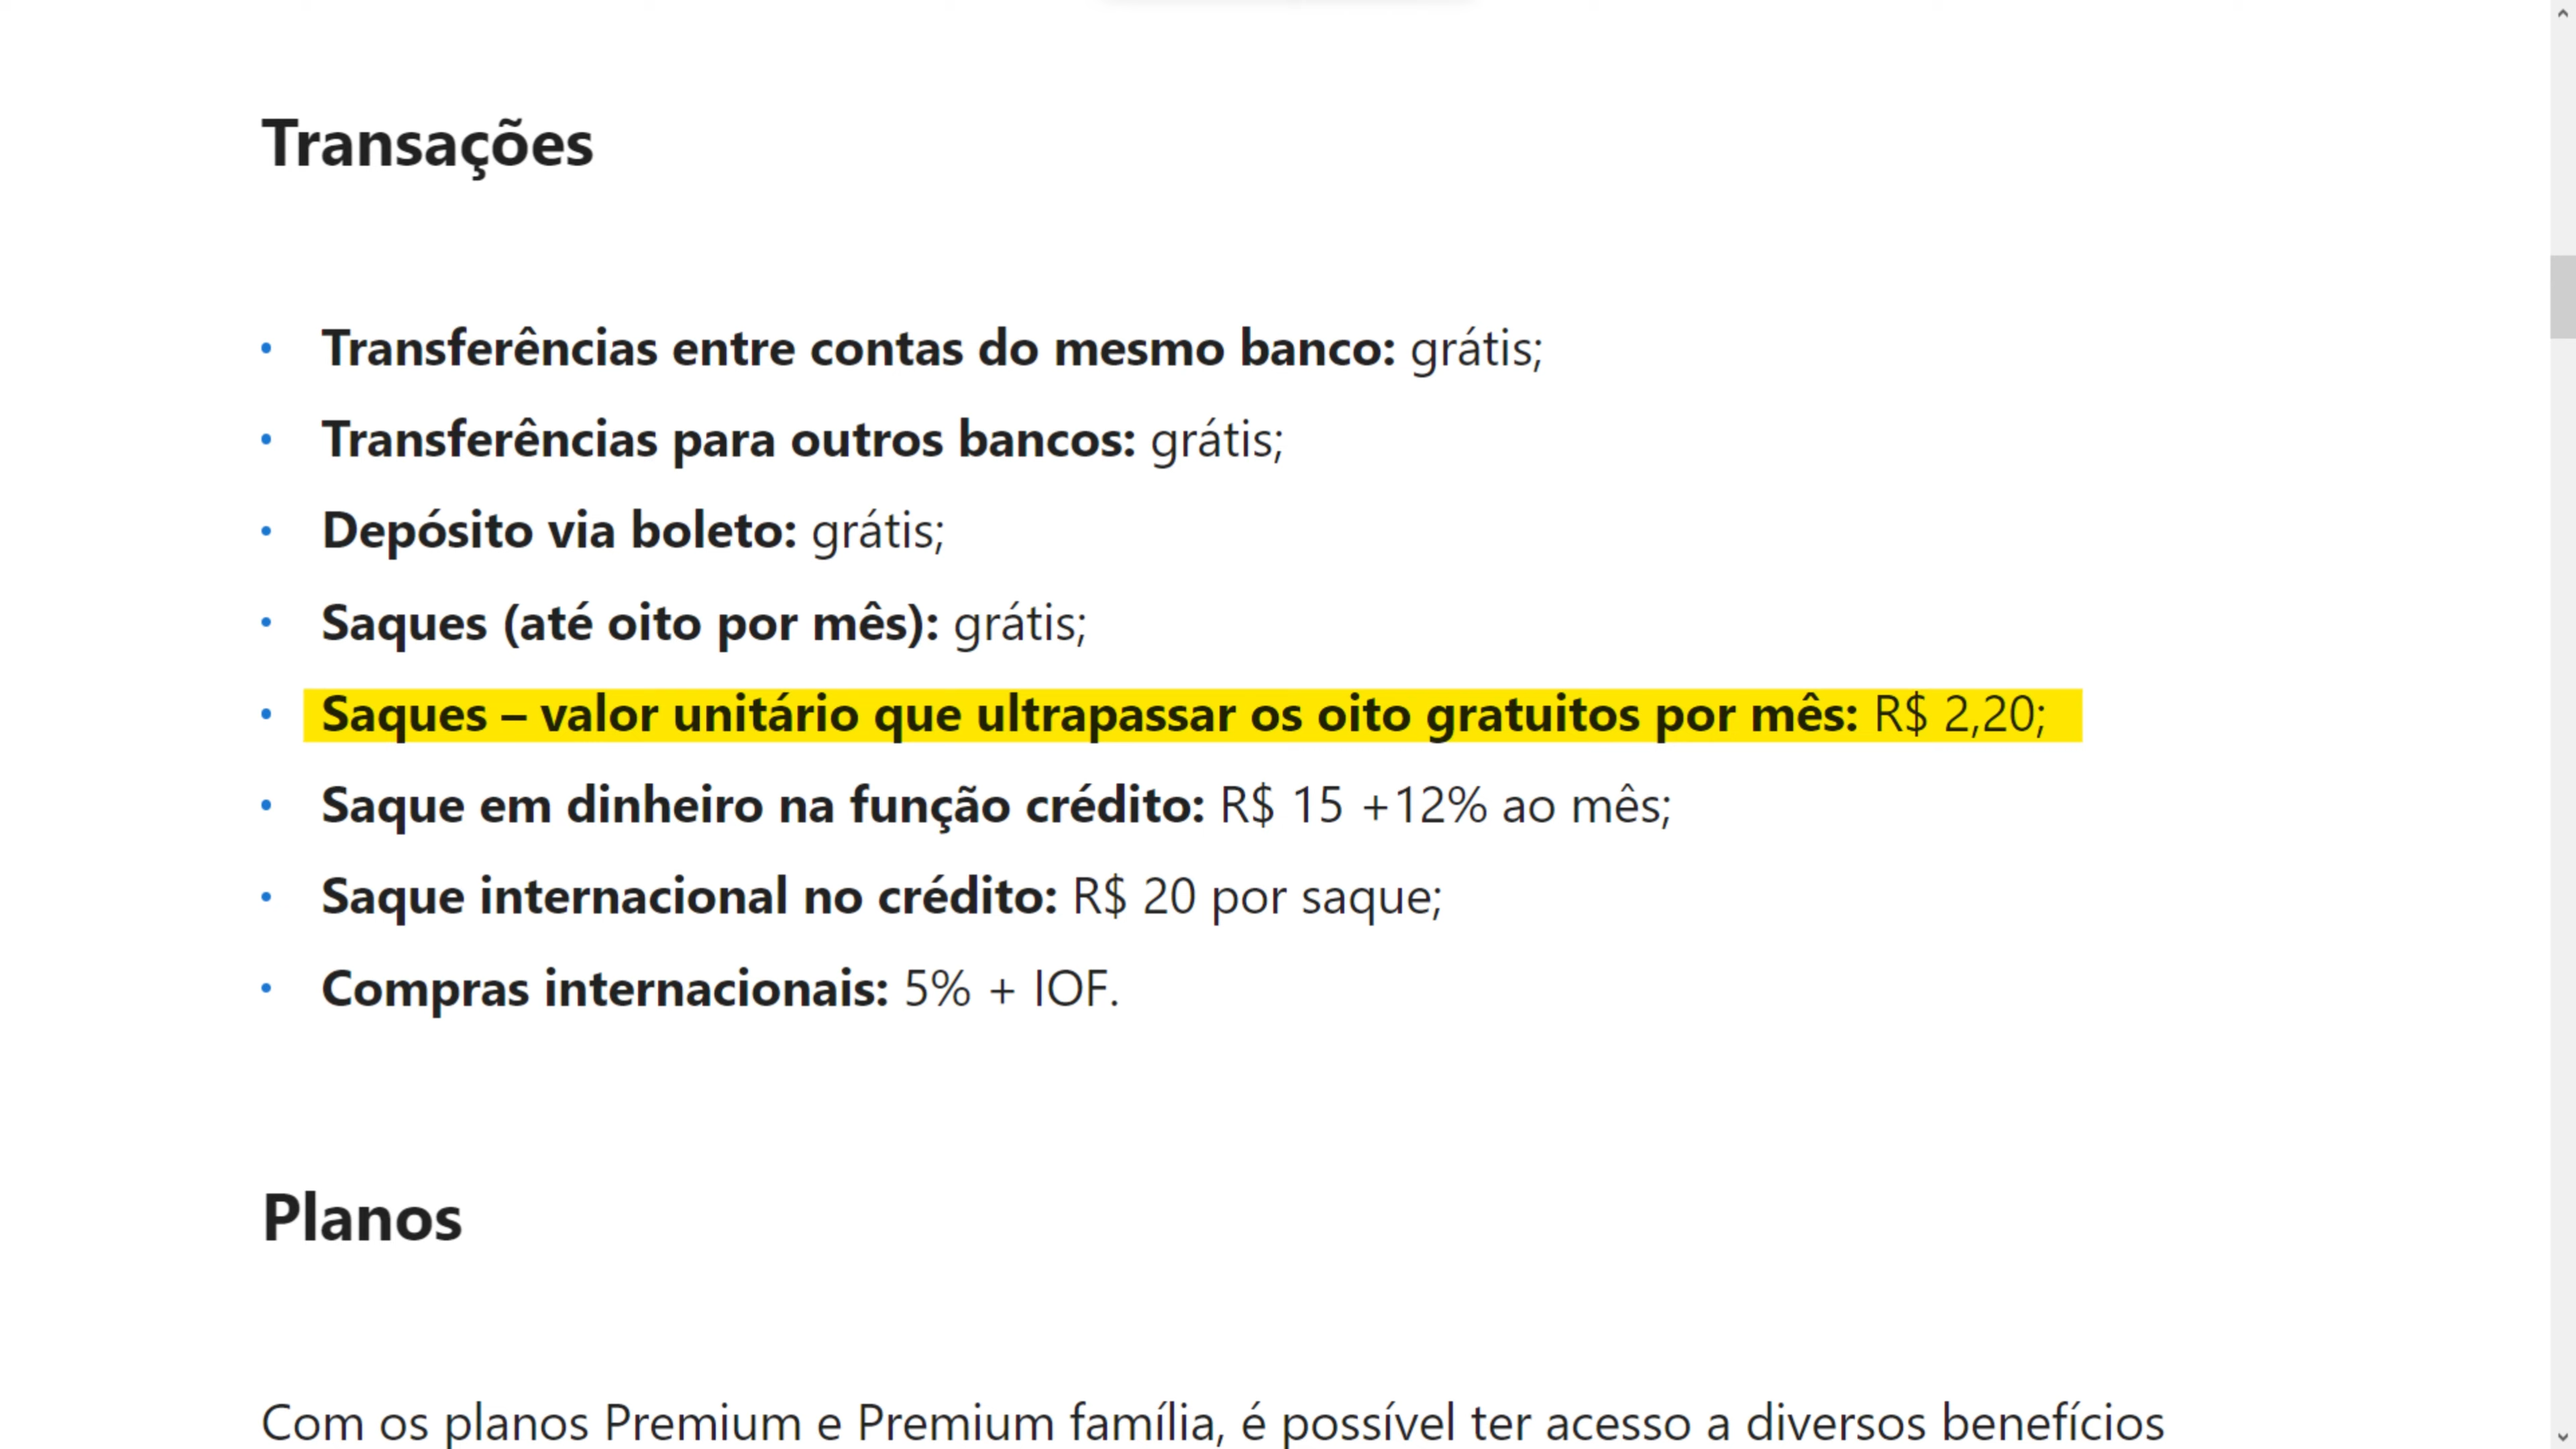 Transações
• Transferências entre contas do mesmo banco: grátis;
• Transferências para outros bancos: grátis;
• Depósito via boleto: grátis;
• Saques (até oito por mês): grátis;
• Saques – valor unitário que ultrapassar os oito gratuitos por mês: R$ 2,20;
• Saque em dinheiro na função crédito: R$ 15 +12% ao mês;
• Saque internacional no crédito: R$ 20 por saque;
• Compras internacionais: 5% + IOF.
Planos
Com os planos Premium e Premium família, é possível ter acesso a diversos benefícios